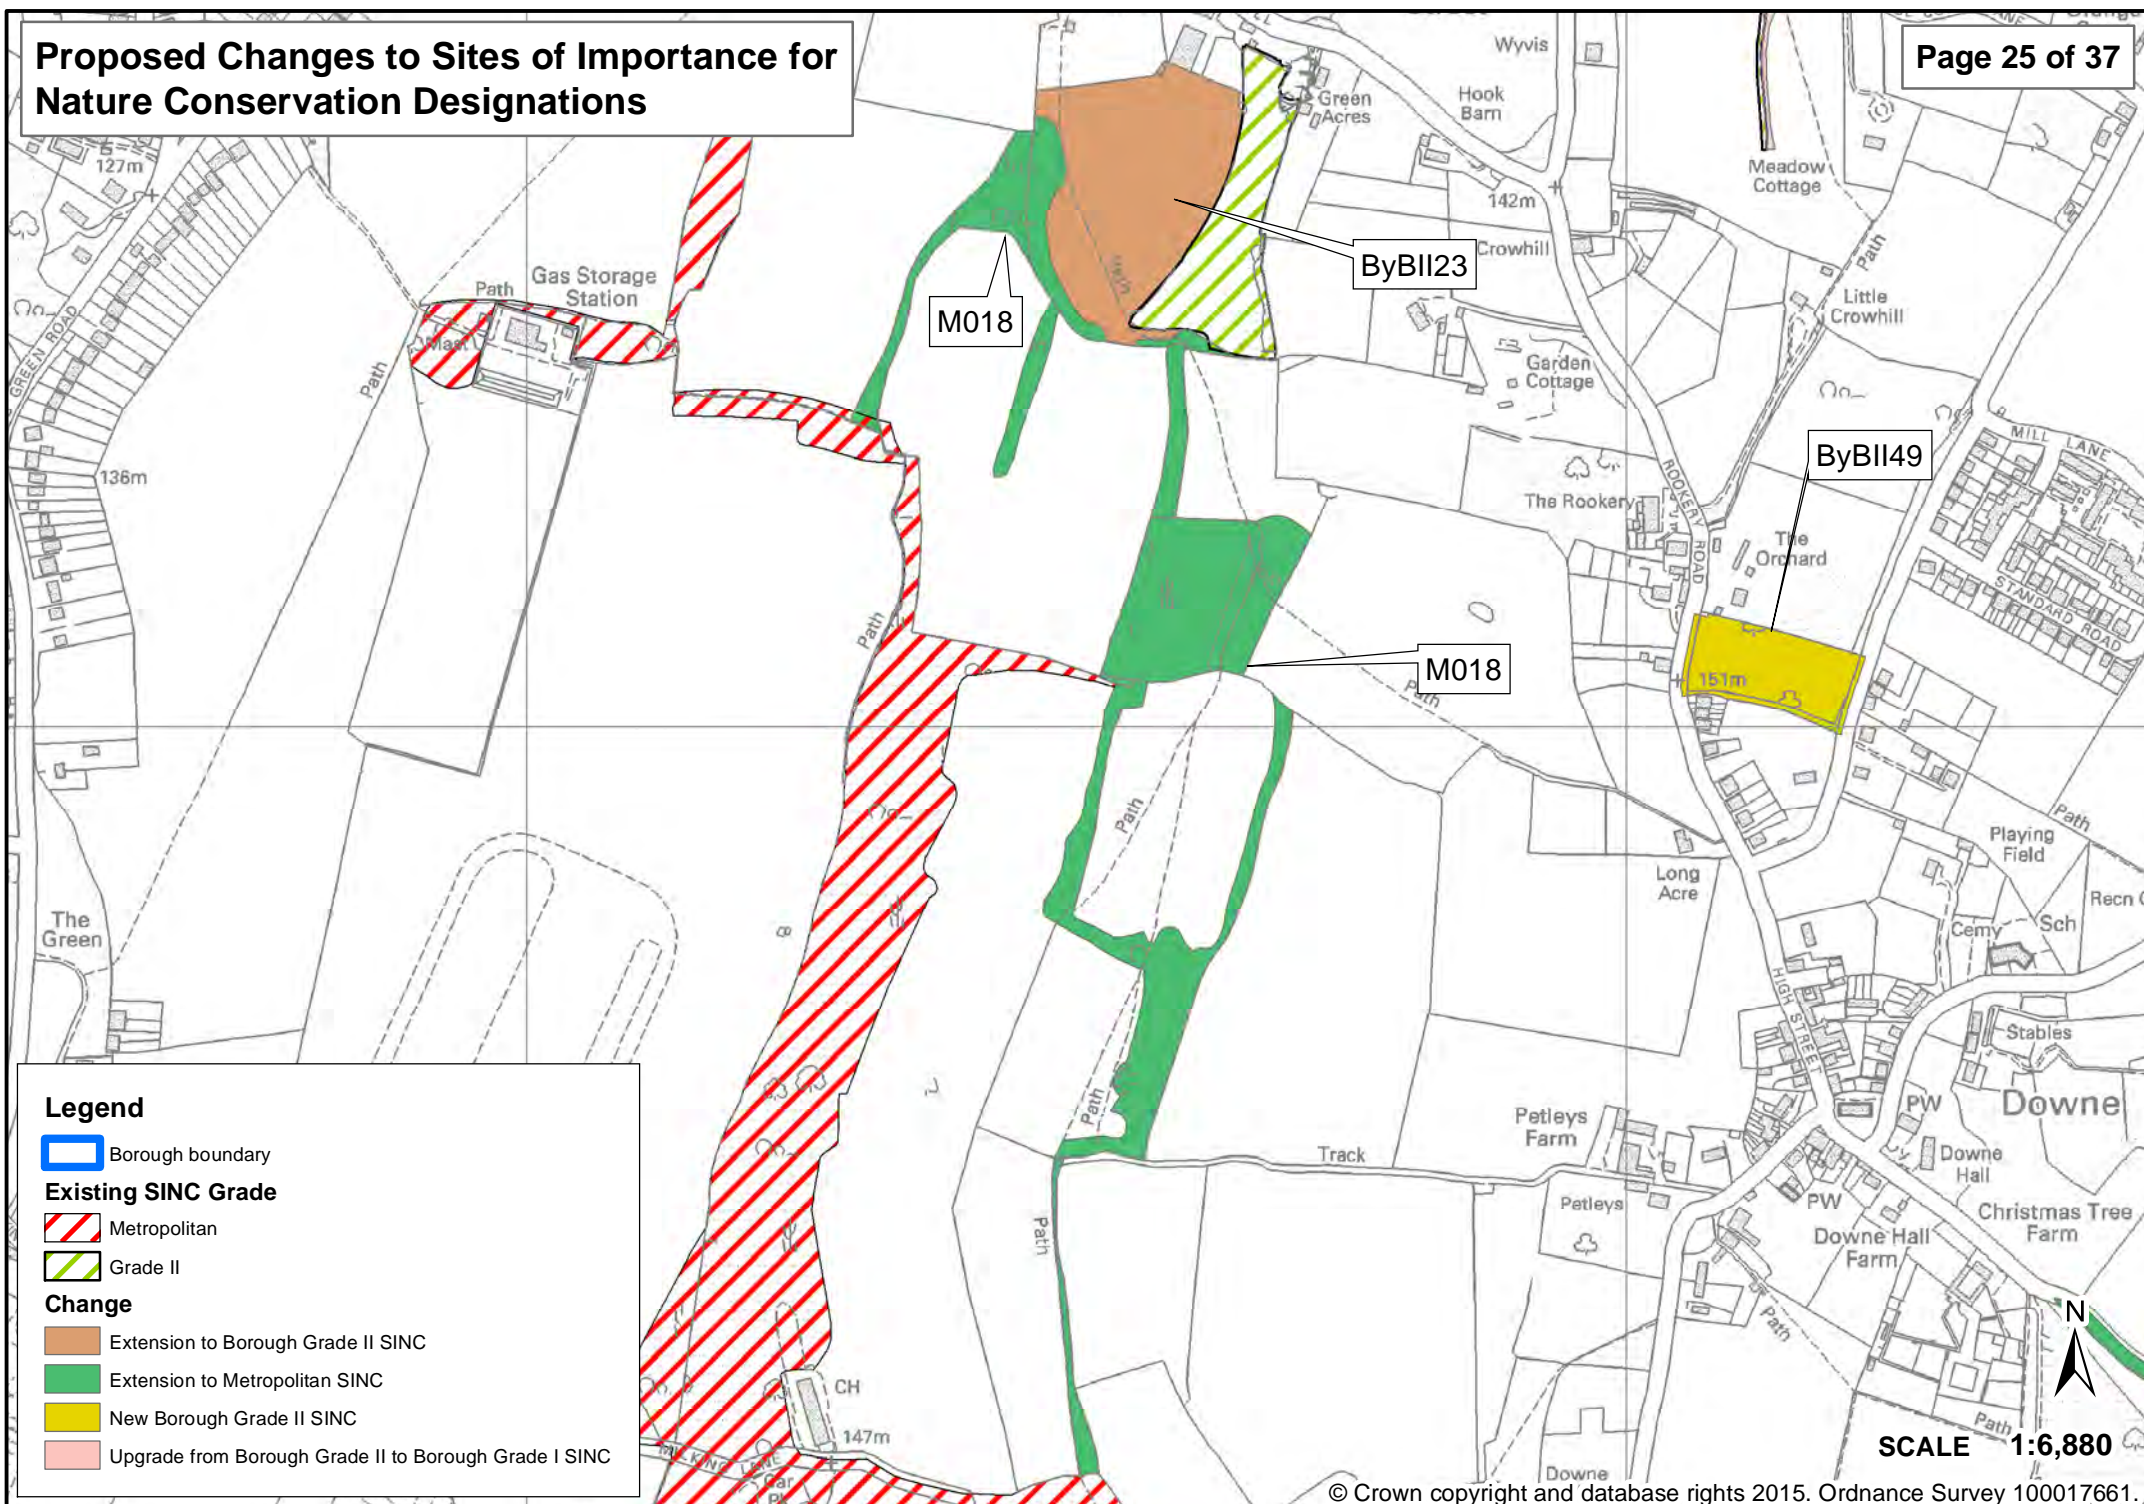 Proposed Changes to Sites of Importance for
Nature Conservation Designations
Page 25 of 37
Wyvis
Hook
Barn
Green
Acres
127m
Meadow
Cottage
142m
Path
Crowhill
ByBII23
Gas Storage
Station
Path
M018
Little
Crowhill
Mast
GREEN ROAD
Path
Path
Garden
Cottage
MILL LANE
ByBII49
136m
ROOKERY
ROAD
The Rookery
The
Orchard
STANDARD ROAD
Path
M018
151m
Path
Path
Path
Playing
Field
Long
Acre
Recn
The
Green
Cemy
Sch
HIGH STREET
Stables
Path
PW
Downe
Petleys
Farm
Track
Downe
Hall
Petleys
PW
Path
Christmas Tree
Farm
Downe Hall
Farm
Path
CH
147m
MILKING LANE
Path
Downe
Legend
Borough boundary
Existing SINC Grade
Metropolitan
Grade II
Change
Extension to Borough Grade II SINC
Extension to Metropolitan SINC
New Borough Grade II SINC
Upgrade from Borough Grade II to Borough Grade I SINC
N
SCALE 1:6,880
© Crown copyright and database rights 2015. Ordnance Survey 100017661.